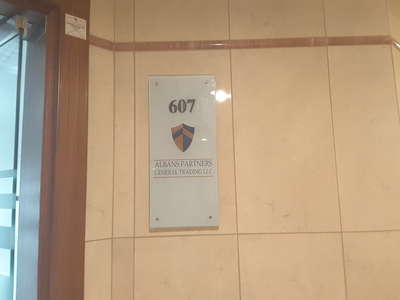 607
ALBANS PARTNERS
GENERAL TRADING LLC